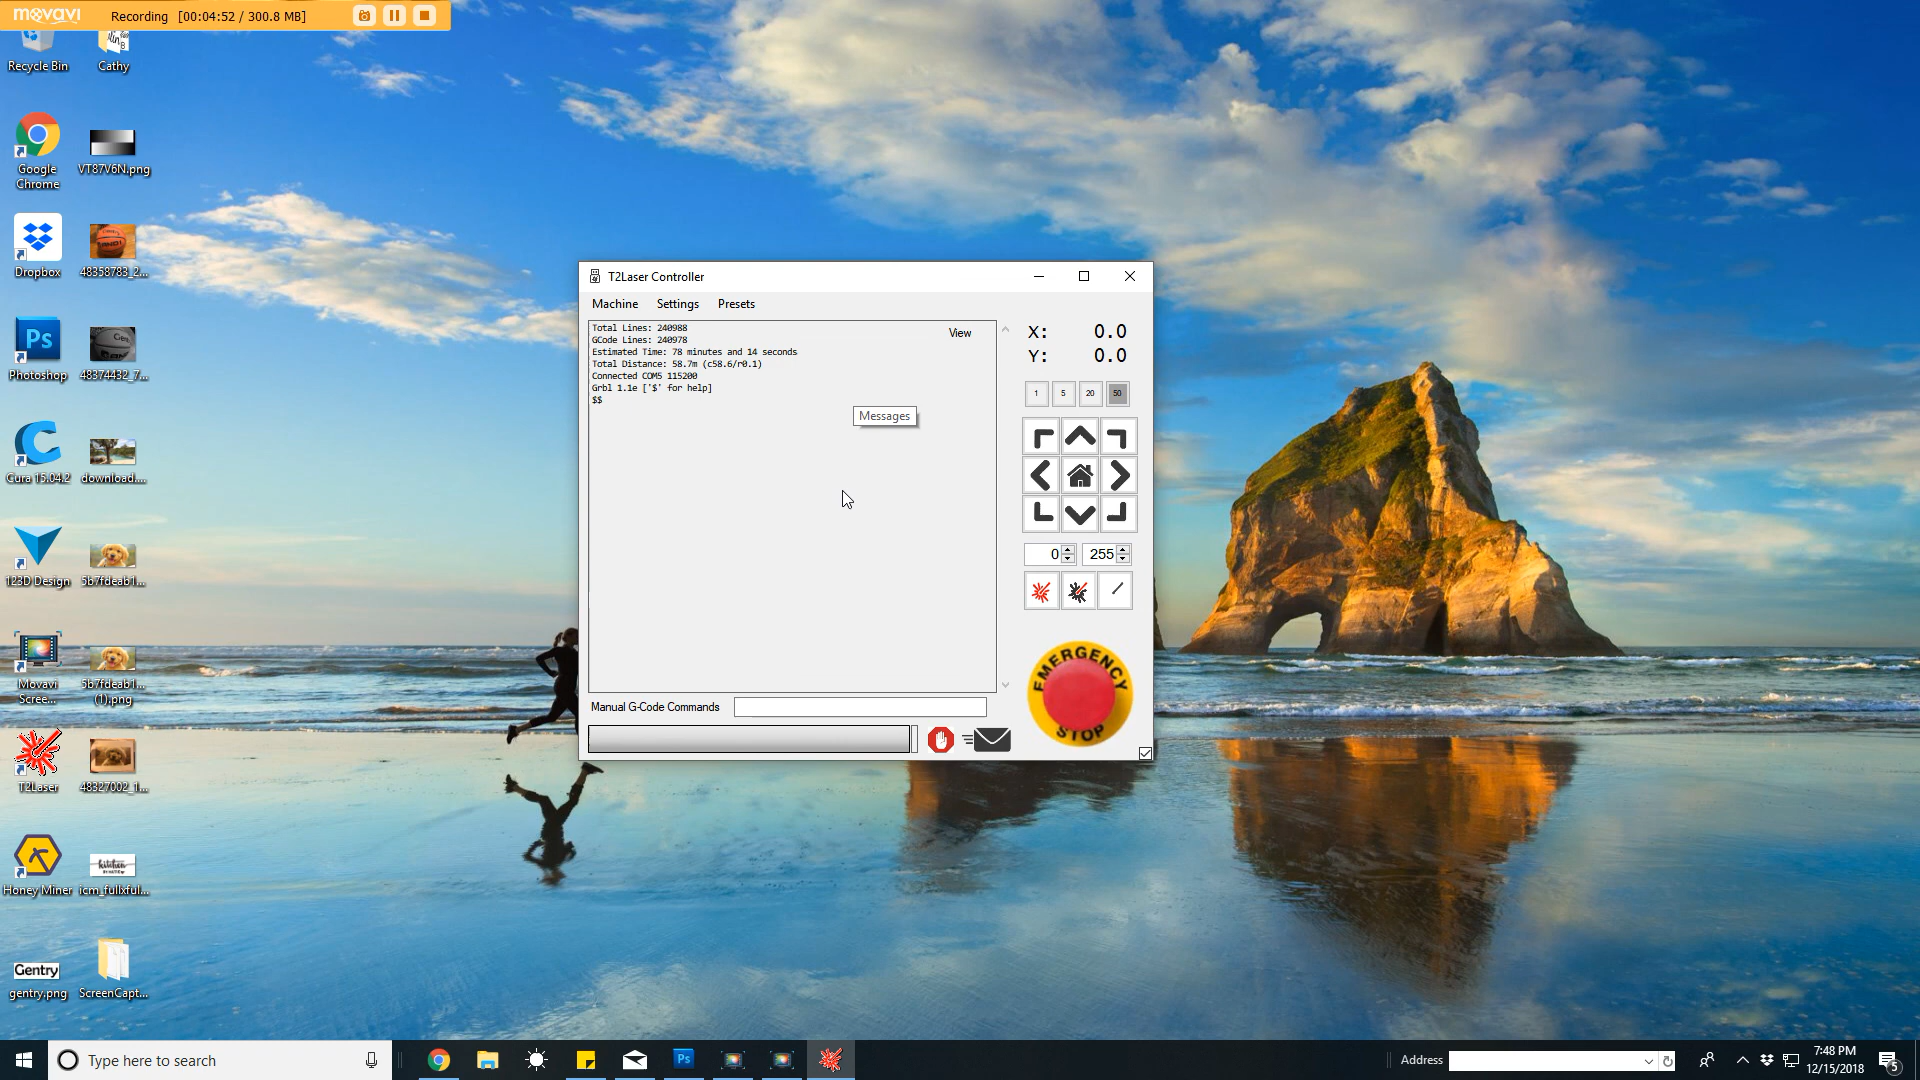 movavi Recording [00:04:52 / 300.8 MB]
Recycle Bin
Cathy
Google
Chrome
VT87V6N.png
Dropbox
48358783_2...
Photoshop
48374432_7...
Cura 15.04.2
download....
123D Design
5b7fdeab1...
Movavi
Scree...
5b7fdeab1...
(1).png
T2Laser
48327002_1...
Honey Miner
icm_fullxful...
Gentry
gentry.png
ScreenCapt...
T2Laser Controller
Machine Settings Presets
Total Lines: 240988
GCode Lines: 240978
Estimated Time: 78 minutes and 14 seconds
Total Distance: 58.7m (c58.6/r0.1)
Connected COM5 115200
Grbl 1.1e ['$' for help]
$$
View
Messages
X: 0.0
Y: 0.0
1 5 20 50
0 255
EMERGENCY
STOP
Manual G-Code Commands
Type here to search
Ps
Address
7:48 PM
12/15/2018
5